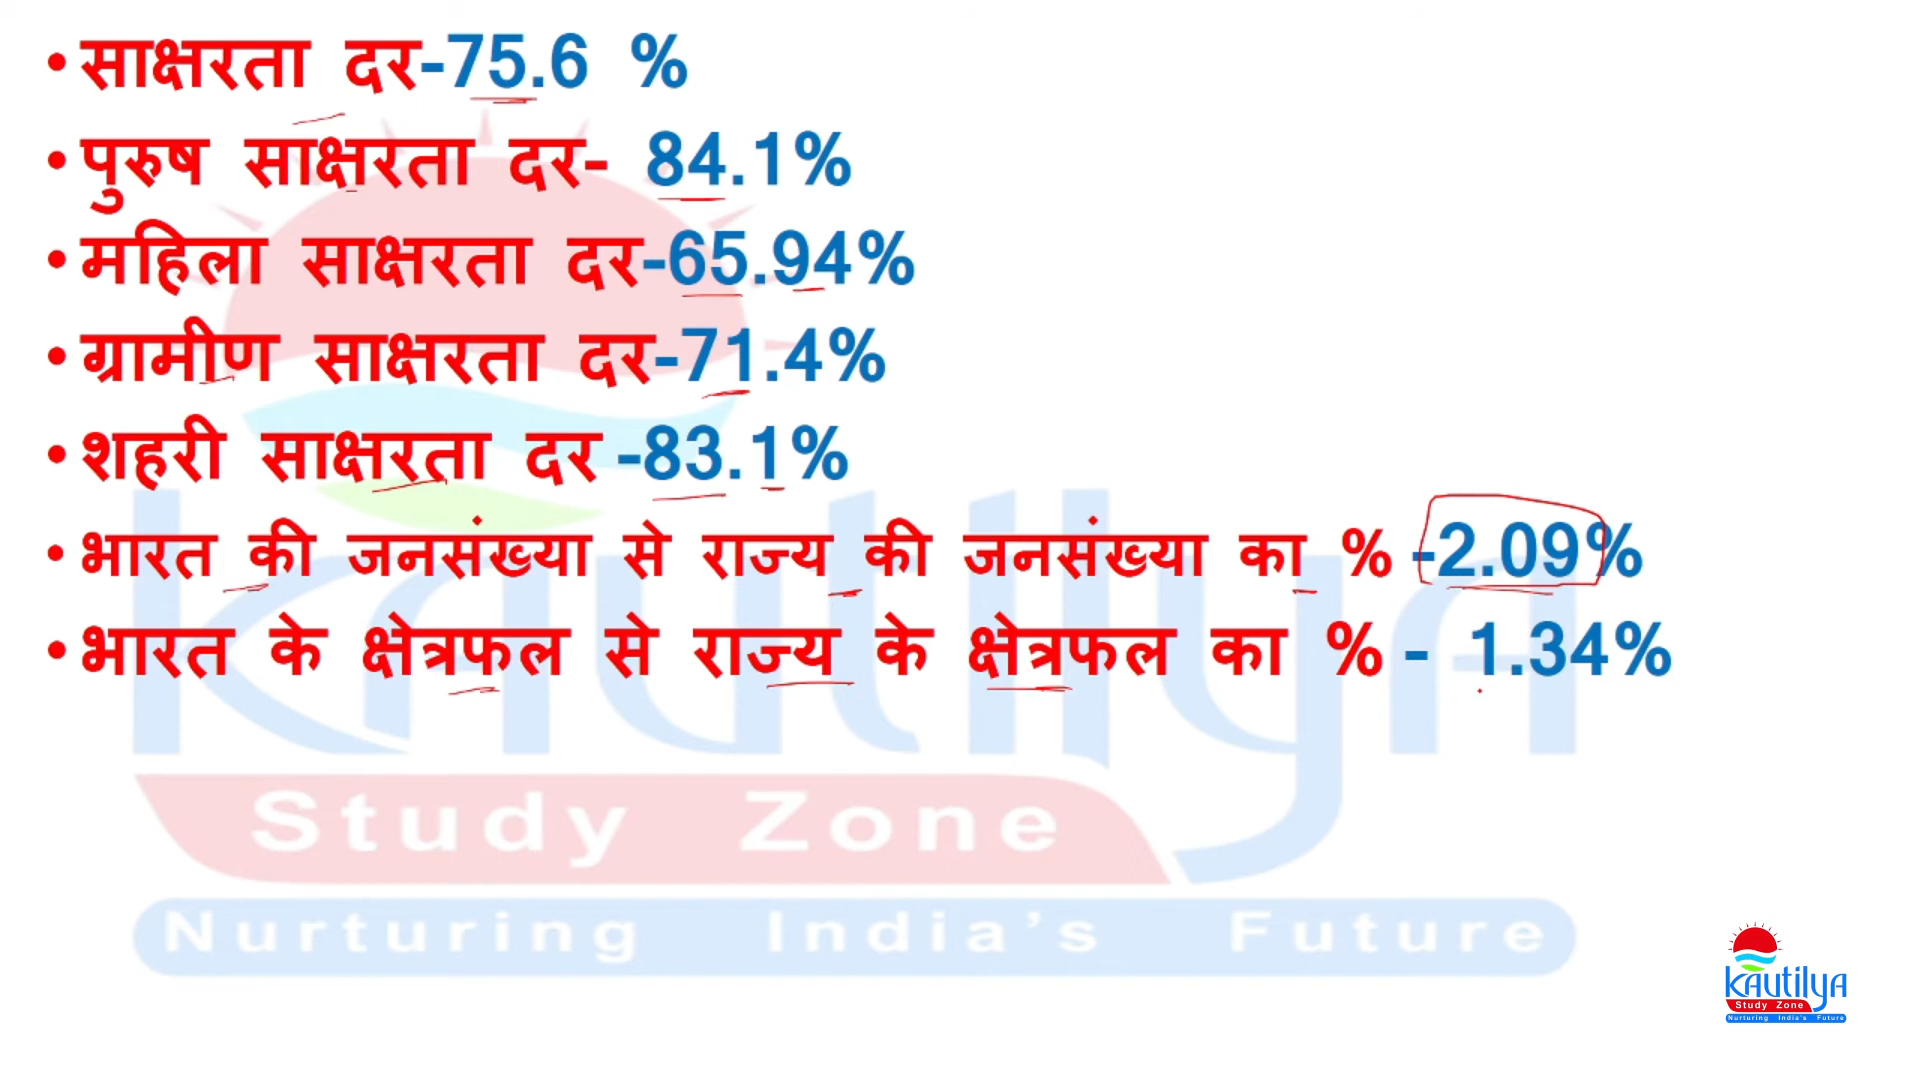 •साक्षरता दर-75.6 %
•पुरुष साक्षरता दर- 84.1%
•महिला साक्षरता दर-65.94%
•ग्रामीण साक्षरता दर-71.4%
•शहरी साक्षरता दर -83.1%
•भारत की जनसंख्या से राज्य की जनसंख्या का % -2.09%
•भारत के क्षेत्रफल से राज्य के क्षेत्रफल का % - 1.34%
Kautilya
Study Zone
Nurturing India's Future
Kautilya
Study Zone
Nurturing India's Future